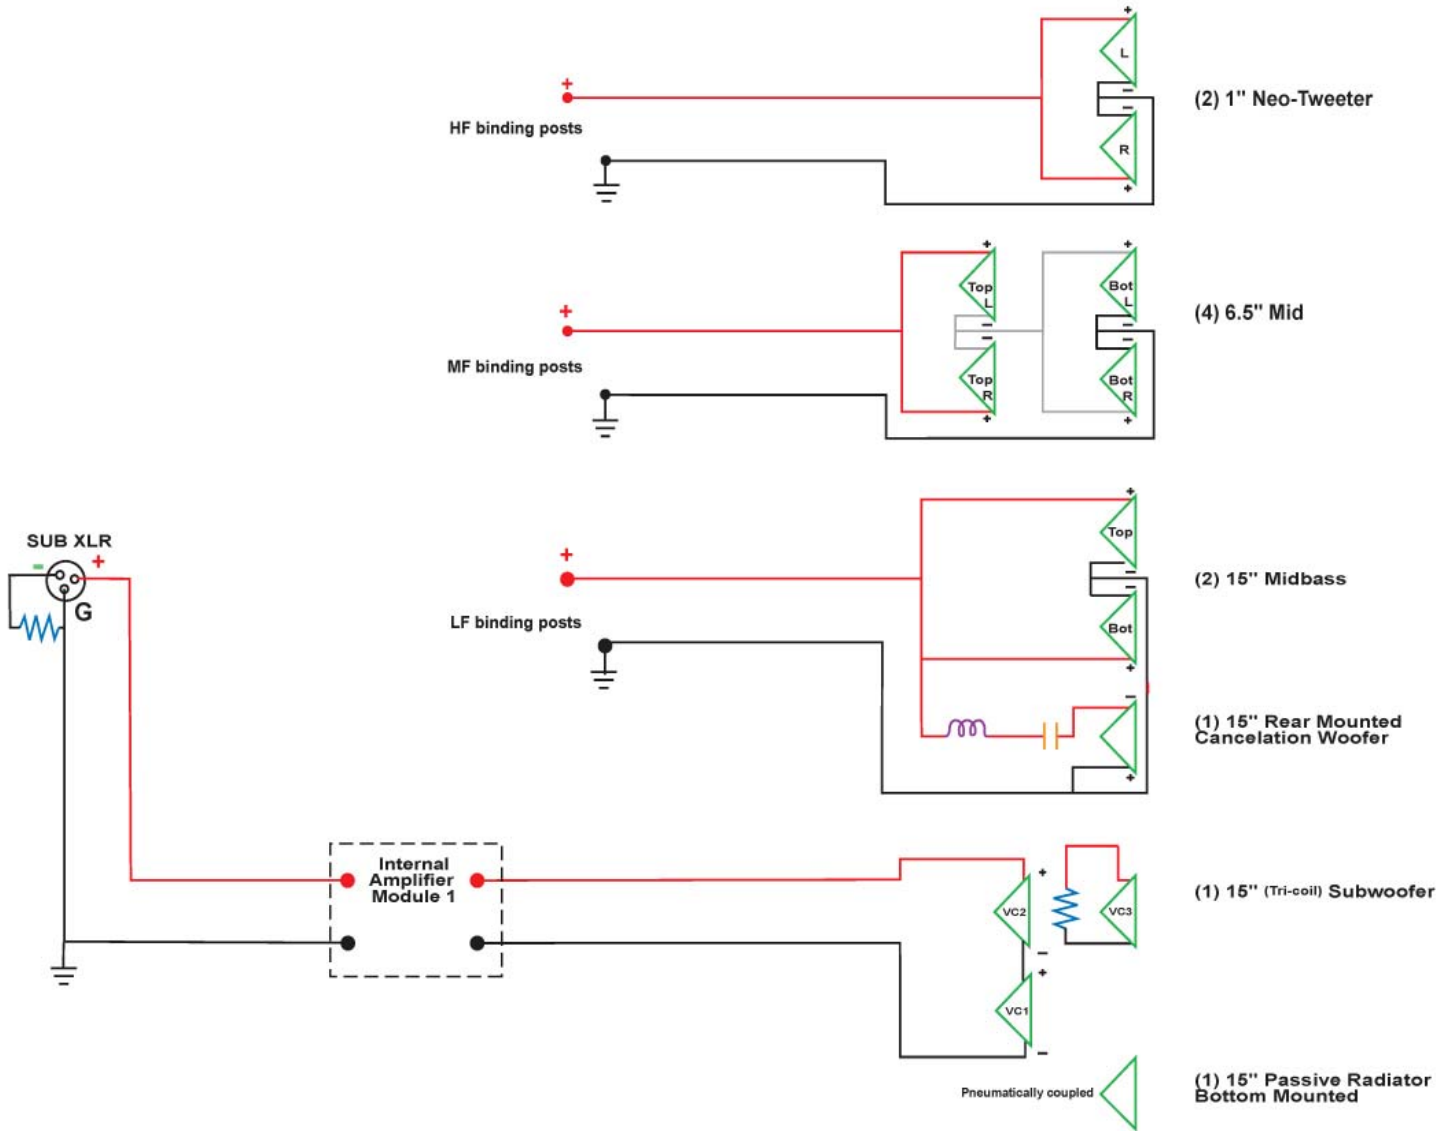 +
L
−
−
R
+
(2) 1" Neo-Tweeter
+
HF binding posts
+
+
Top
L
−
−
Top
R
+
Bot
L
−
−
Bot
R
+
+
(4) 6.5" Mid
+
MF binding posts
+
Top
−
−
Bot
+
(2) 15" Midbass
+
LF binding posts
−
+
(1) 15" Rear Mounted
Cancelation Woofer
SUB XLR
-
+
G
Internal
Amplifier
Module 1
+
VC2
−
+
VC1
−
VC3
(1) 15" (Tri-coil) Subwoofer
Pneumatically coupled
(1) 15" Passive Radiator
Bottom Mounted